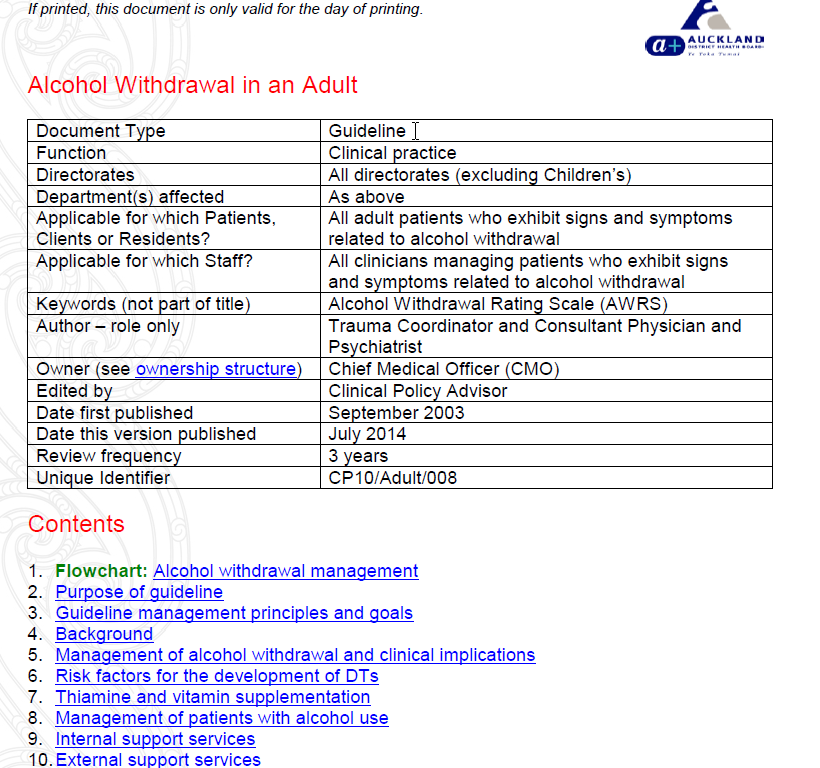 If printed, this document is only valid for the day of printing.
a+ AUCKLAND
DISTRICT HEALTH BOARD
Te Toka Tumai
Alcohol Withdrawal in an Adult
Document Type Guideline
Function Clinical practice
Directorates All directorates (excluding Children's)
Department(s) affected As above
Applicable for which Patients, All adult patients who exhibit signs and symptoms
Clients or Residents? related to alcohol withdrawal
Applicable for which Staff? All clinicians managing patients who exhibit signs
and symptoms related to alcohol withdrawal
Keywords (not part of title) Alcohol Withdrawal Rating Scale (AWRS)
Author – role only Trauma Coordinator and Consultant Physician and
Psychiatrist
Owner (see ownership structure) Chief Medical Officer (CMO)
Edited by Clinical Policy Advisor
Date first published September 2003
Date this version published July 2014
Review frequency 3 years
Unique Identifier CP10/Adult/008
Contents
1. Flowchart: Alcohol withdrawal management
2. Purpose of guideline
3. Guideline management principles and goals
4. Background
5. Management of alcohol withdrawal and clinical implications
6. Risk factors for the development of DTs
7. Thiamine and vitamin supplementation
8. Management of patients with alcohol use
9. Internal support services
10. External support services